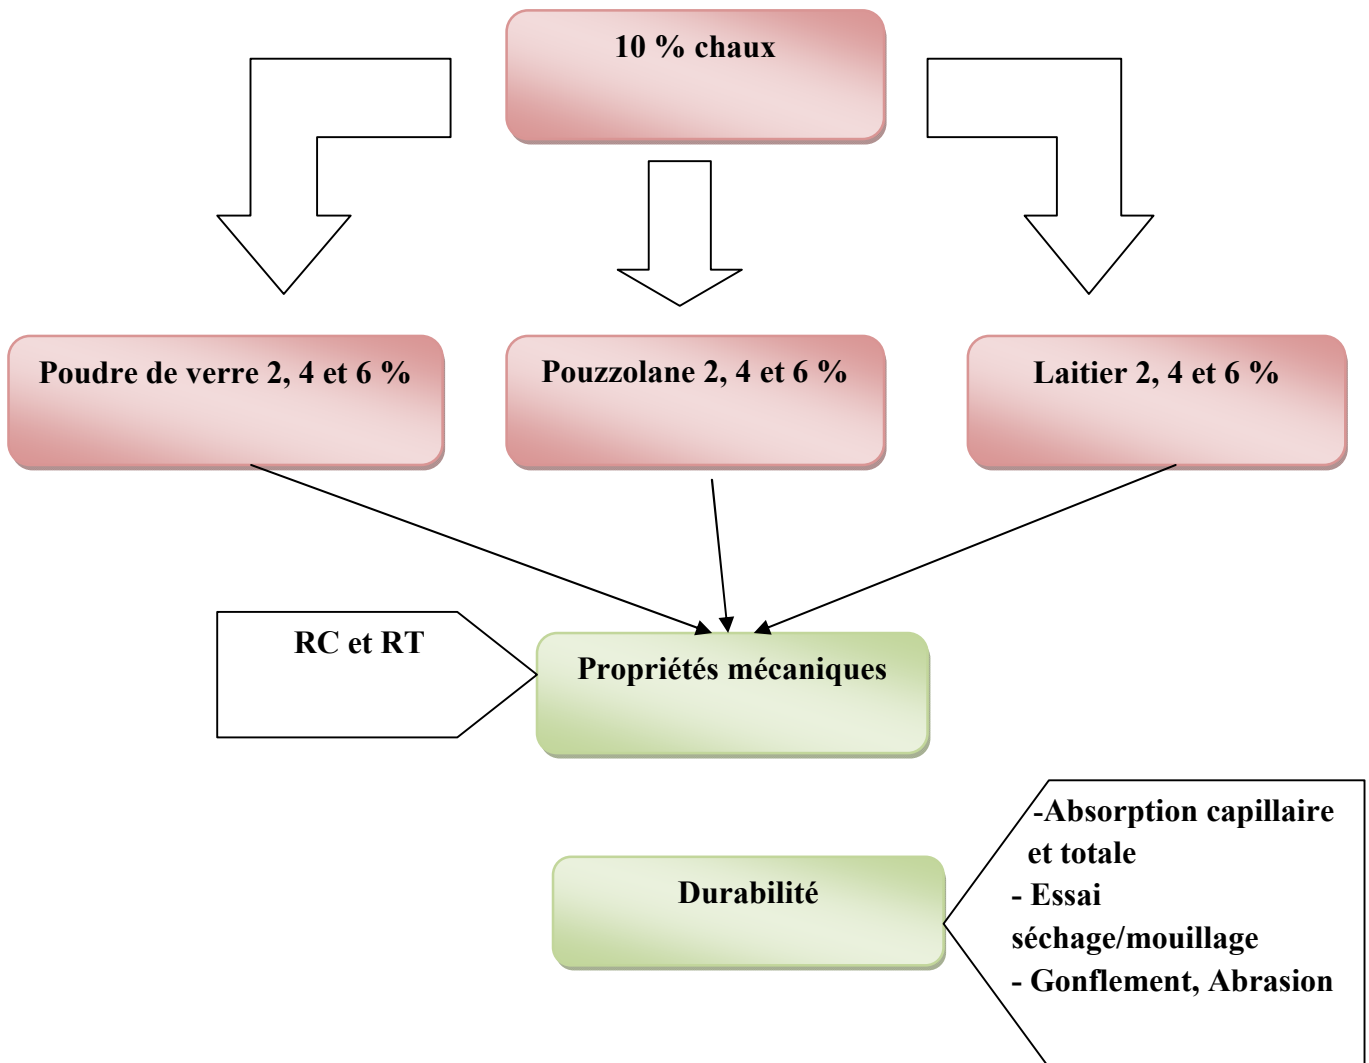 10 % chaux
Poudre de verre 2, 4 et 6 %
Pouzzolane 2, 4 et 6 %
Laitier 2, 4 et 6 %
RC et RT
Propriétés mécaniques
Durabilité
-Absorption capillaire
et totale
- Essai
séchage/mouillage
- Gonflement, Abrasion